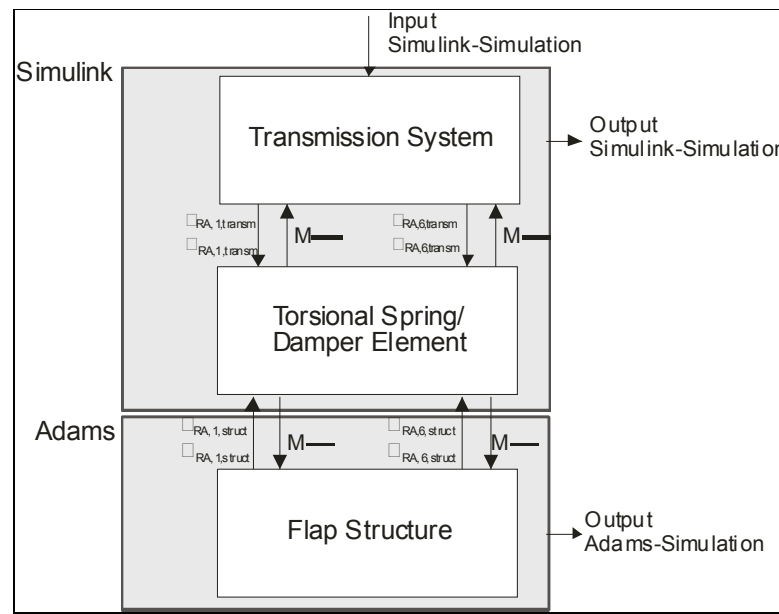 Input
Simulink-Simulation
Simulink
Transmission System
Output
Simulink-Simulation
□RA,1,transm
□RA,1,transm
M
□RA,6,transm
□RA,6,transm
M
Torsional Spring/
Damper Element
Adams
□RA,1,struct
□RA,1,struct
M
□RA,6,struct
□RA,6,struct
M
Flap Structure
Output
Adams-Simulation